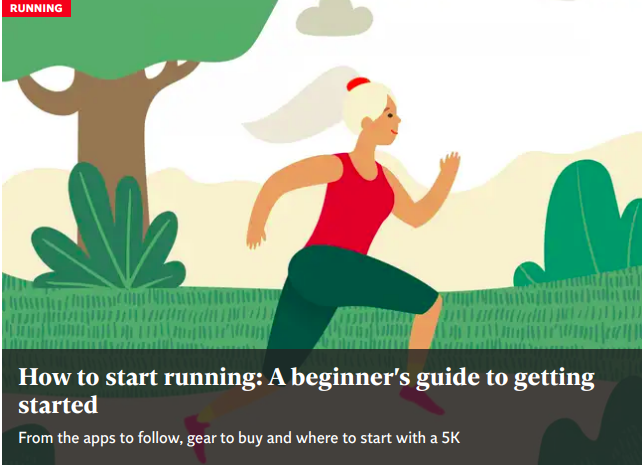 RUNNING
How to start running: A beginner's guide to getting
started
From the apps to follow, gear to buy and where to start with a 5K